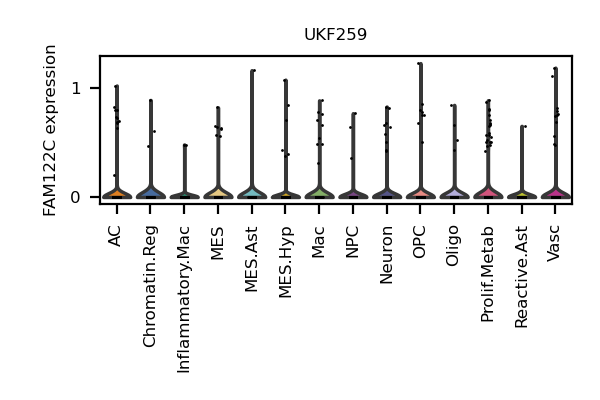 UKF259
FAM122C expression
1
0
AC
Chromatin.Reg
Inflammatory.Mac
MES
MES.Ast
MES.Hyp
Mac
NPC
Neuron
OPC
Oligo
Prolif.Metab
Reactive.Ast
Vasc